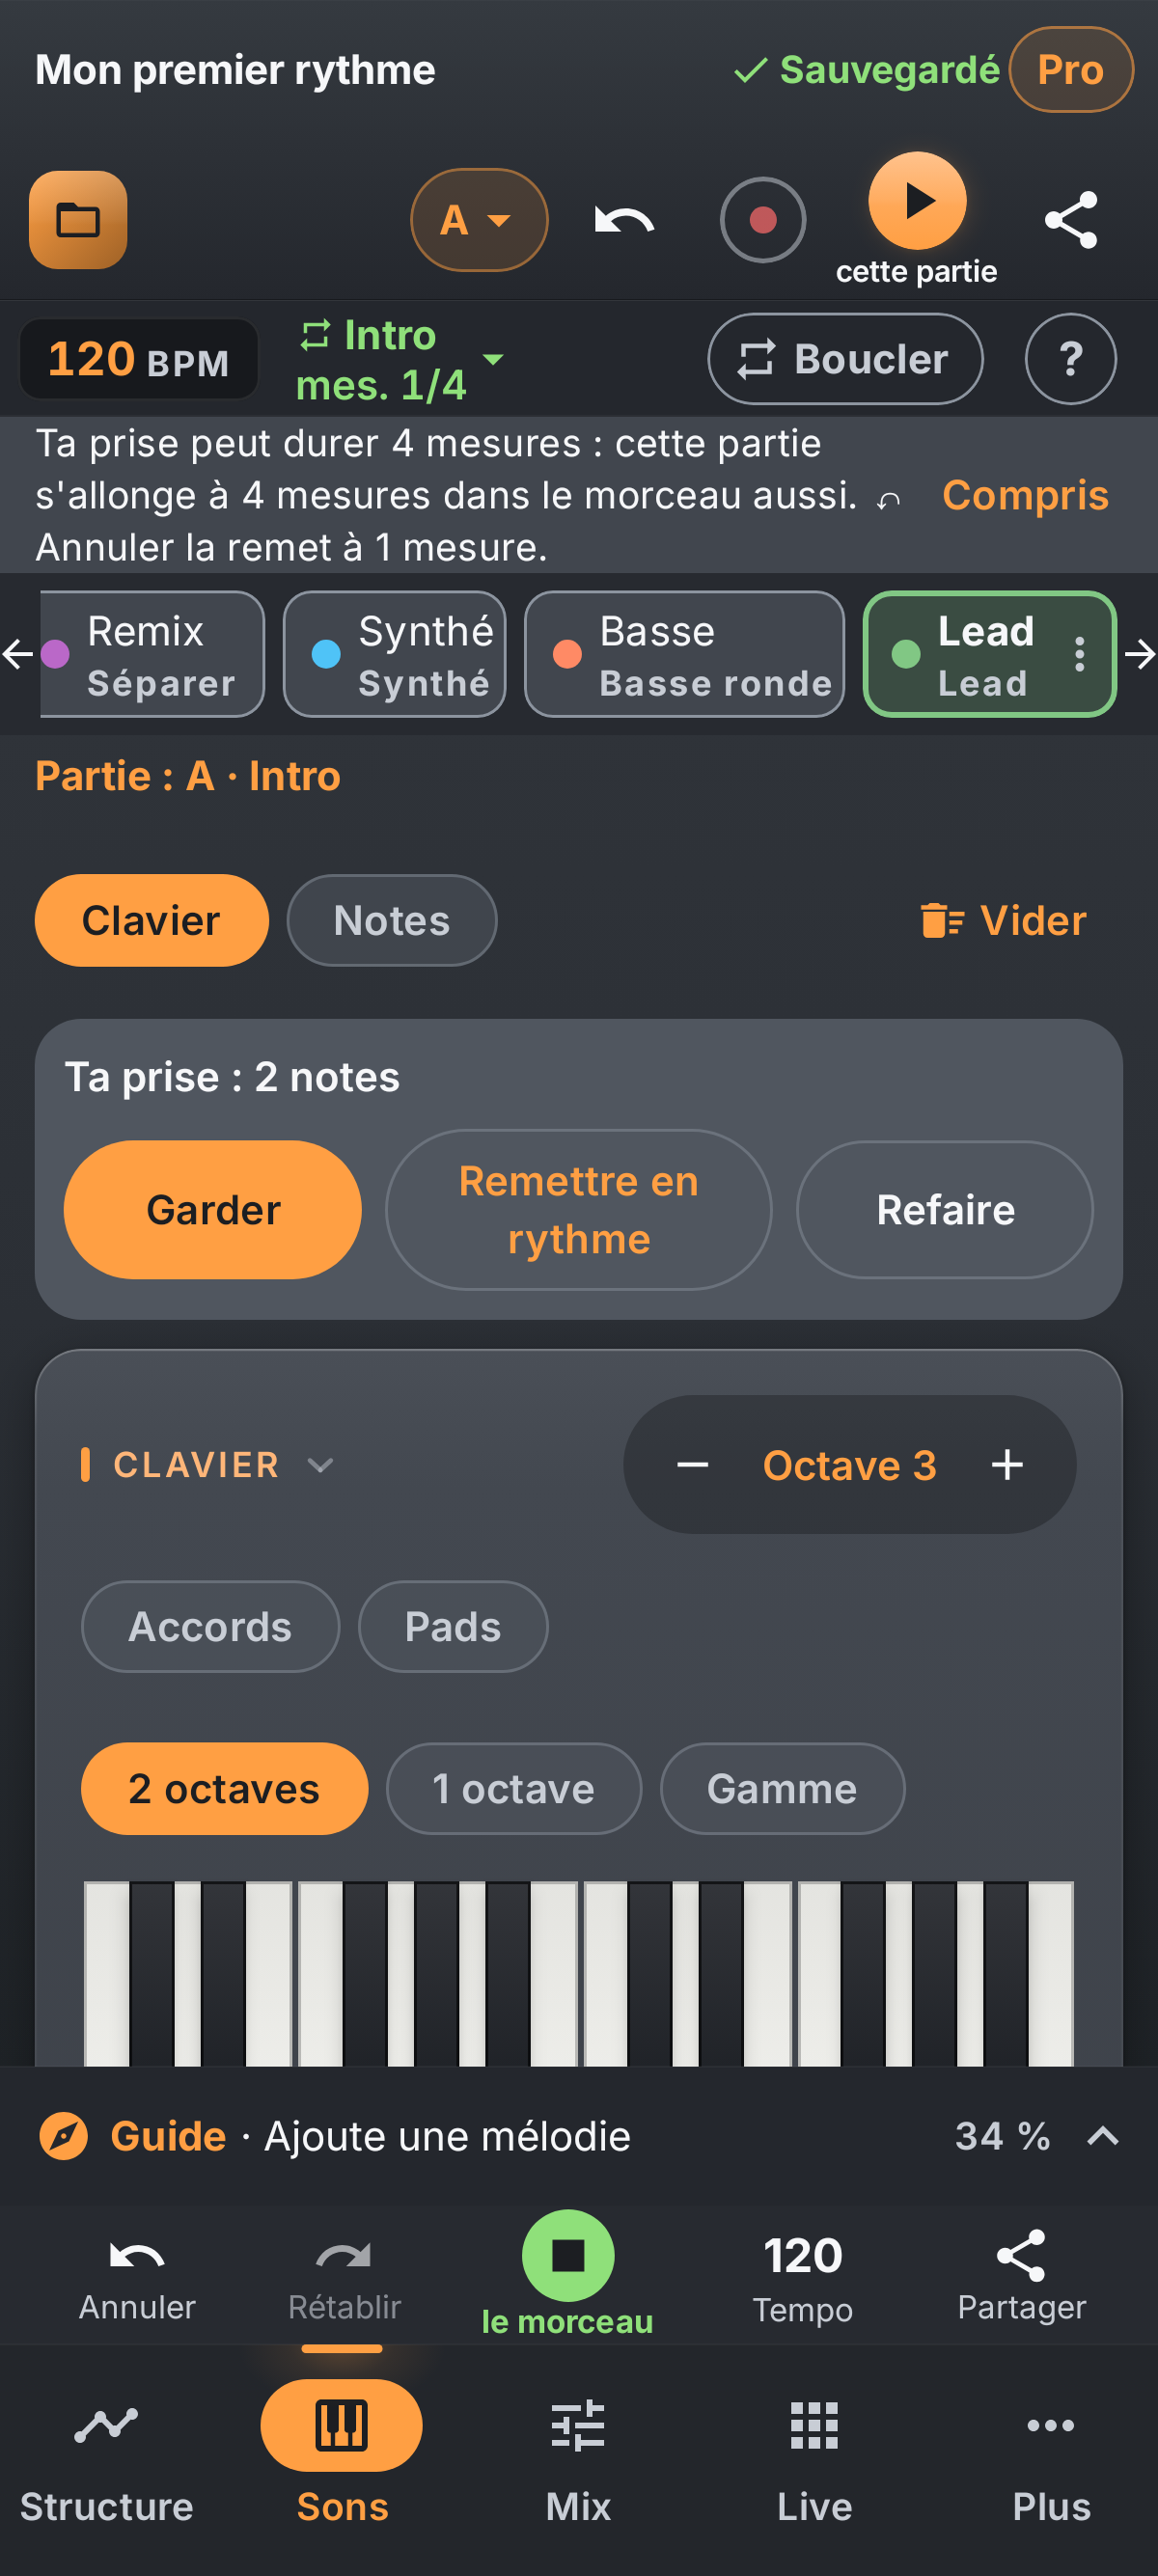 Mon premier rythme
Sauvegardé
Pro
A
cette partie
120 BPM
Intro
mes. 1/4
Boucler
?
Ta prise peut durer 4 mesures : cette partie
s'allonge à 4 mesures dans le morceau aussi.
Annuler la remet à 1 mesure.
Compris
Remix
Séparer
Synthé
Synthé
Basse
Basse ronde
Lead
Lead
Partie : A · Intro
Clavier
Notes
Vider
Ta prise : 2 notes
Garder
Remettre en
rythme
Refaire
CLAVIER
Octave 3
Accords
Pads
2 octaves
1 octave
Gamme
Guide · Ajoute une mélodie
34 %
Annuler
Rétablir
le morceau
120
Tempo
Partager
Structure
Sons
Mix
Live
Plus